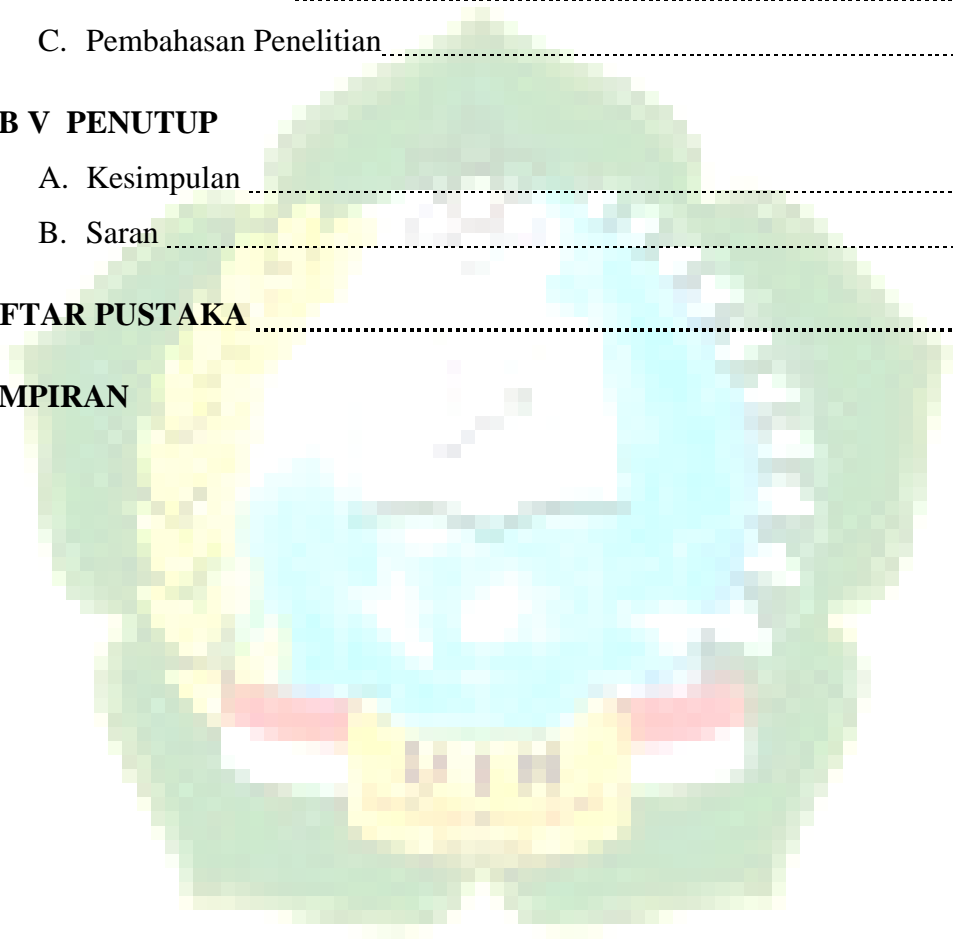 C. Pembahasan Penelitian
B V PENUTUP
A. Kesimpulan
B. Saran
FTAR PUSTAKA
MPIRAN